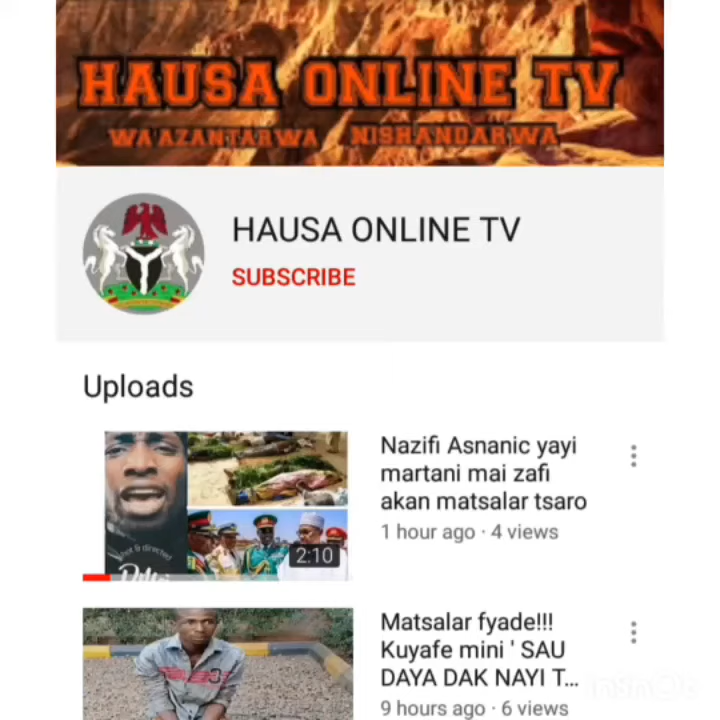 HAUSA ONLINE TV
WA'AZANTARWA / NISHANDARWA
HAUSA ONLINE TV
SUBSCRIBE
Uploads
Nazifi Asnanic yayi
martani mai zafi
akan matsalar tsaro
1 hour ago · 4 views
2:10
Matsalar fyade!!!
Kuyafe mini ' SAU
DAYA DAK NAYI T...
9 hours ago · 6 views